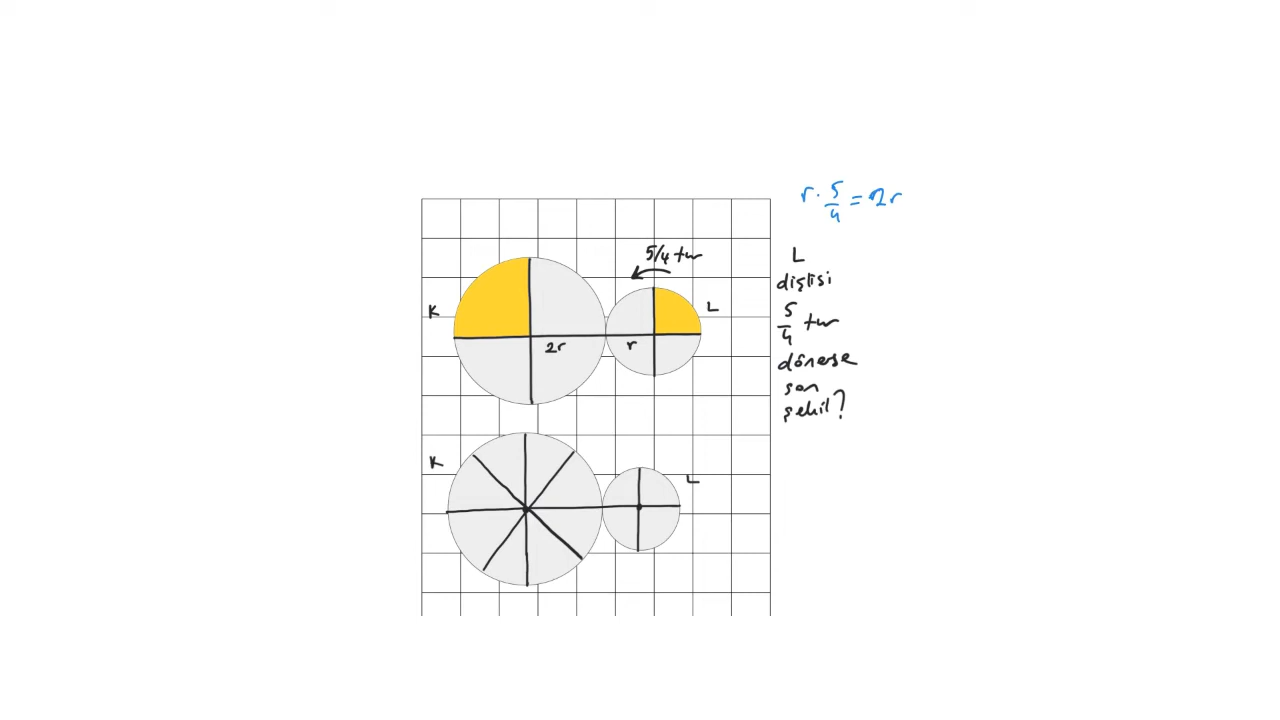 r · 5/4 = 2r
5/4 tur
K
L
2r
r
L
dişlisi
5/4 tur
dönerse
son
şekil?
K
L